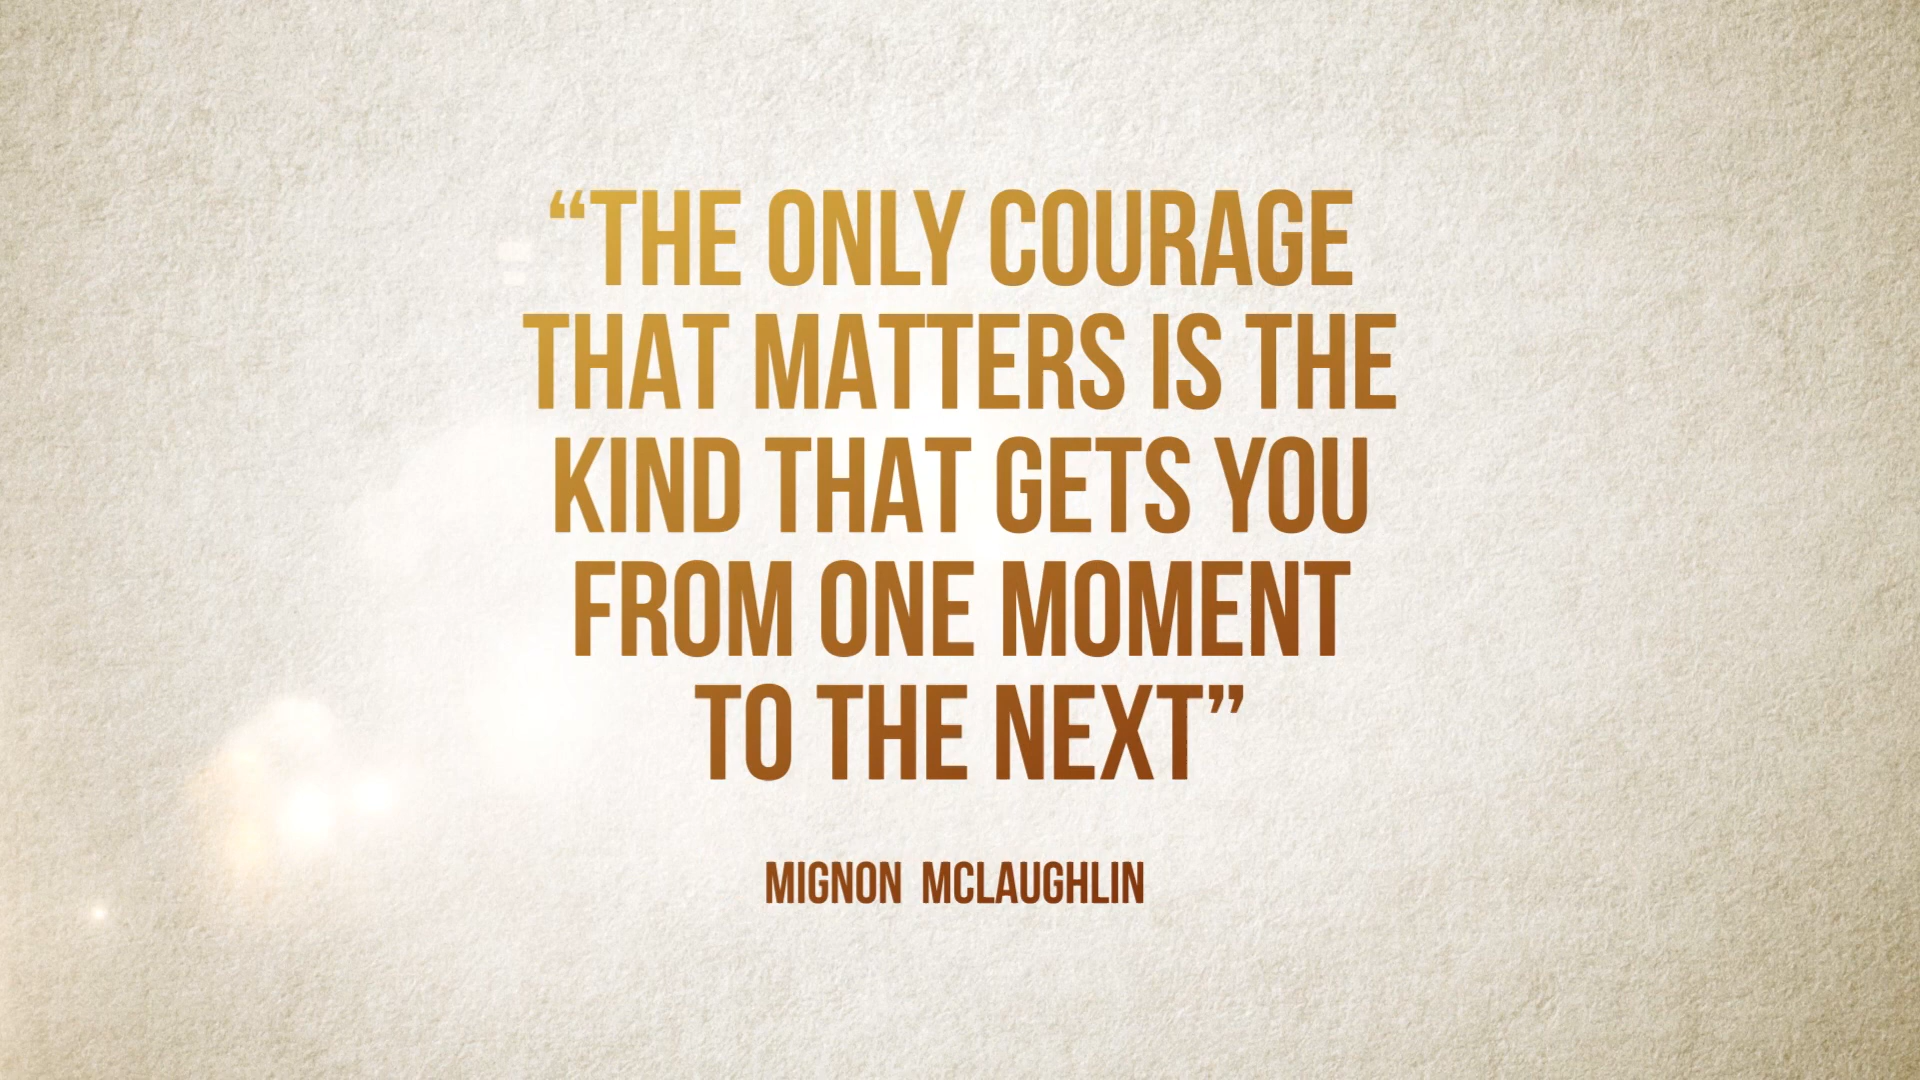 “THE ONLY COURAGE
THAT MATTERS IS THE
KIND THAT GETS YOU
FROM ONE MOMENT
TO THE NEXT”
MIGNON MCLAUGHLIN